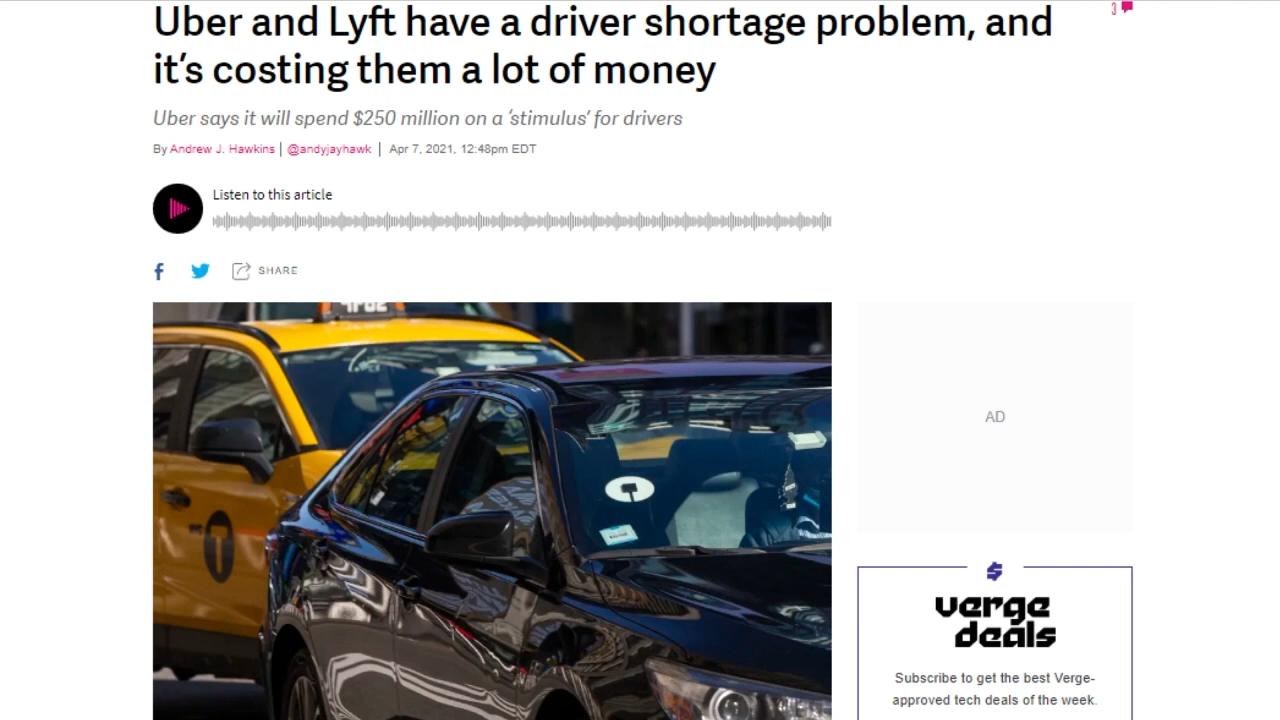 Uber and Lyft have a driver shortage problem, and
it's costing them a lot of money
3
Uber says it will spend $250 million on a 'stimulus' for drivers
By Andrew J. Hawkins | @andyjayhawk | Apr 7, 2021, 12:48pm EDT
Listen to this article
SHARE
T
AD
$
verge
deals
Subscribe to get the best Verge-
approved tech deals of the week.